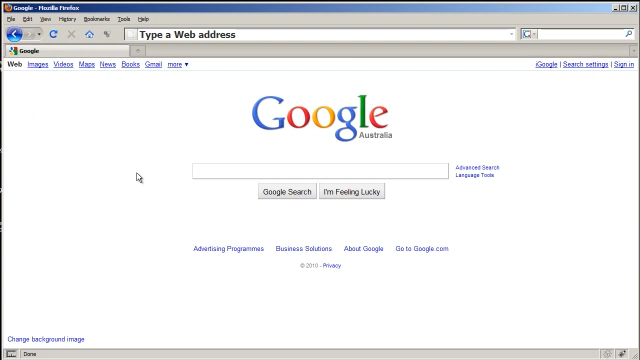 Google - Mozilla Firefox
File Edit View History Bookmarks Tools Help
Type a Web address
Google
Web Images Videos Maps News Books Gmail more ▼
iGoogle | Search settings | Sign in
Google
Australia
Advanced Search
Language Tools
Google Search I'm Feeling Lucky
Advertising Programmes Business Solutions About Google Go to Google.com
© 2010 - Privacy
Change background image
Done